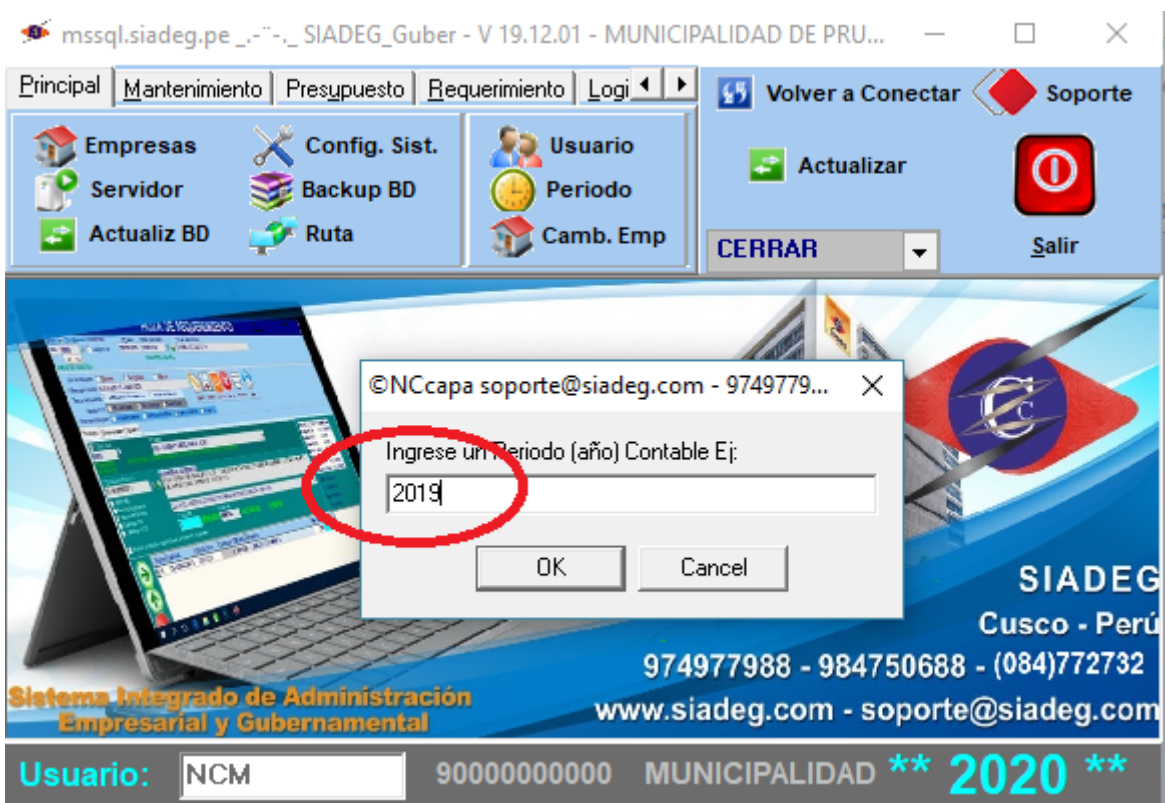 mssql.siadeg.pe _.-¨-._ SIADEG_Guber - V 19.12.01 - MUNICIPALIDAD DE PRU...
Principal Mantenimiento Presupuesto Requerimiento Logi
Volver a Conectar Soporte
Empresas Config. Sist. Usuario
Actualizar
Servidor Backup BD Periodo
Actualiz BD Ruta Camb. Emp
CERRAR Salir
©NCcapa soporte@siadeg.com - 9749779...
Ingrese un Periodo (año) Contable Ej:
2019
OK Cancel
SIADEG
Cusco - Perú
974977988 - 984750688 - (084)772732
www.siadeg.com - soporte@siadeg.com
Sistema Integrado de Administración
Empresarial y Gubernamental
Usuario: NCM 90000000000 MUNICIPALIDAD ** 2020 **